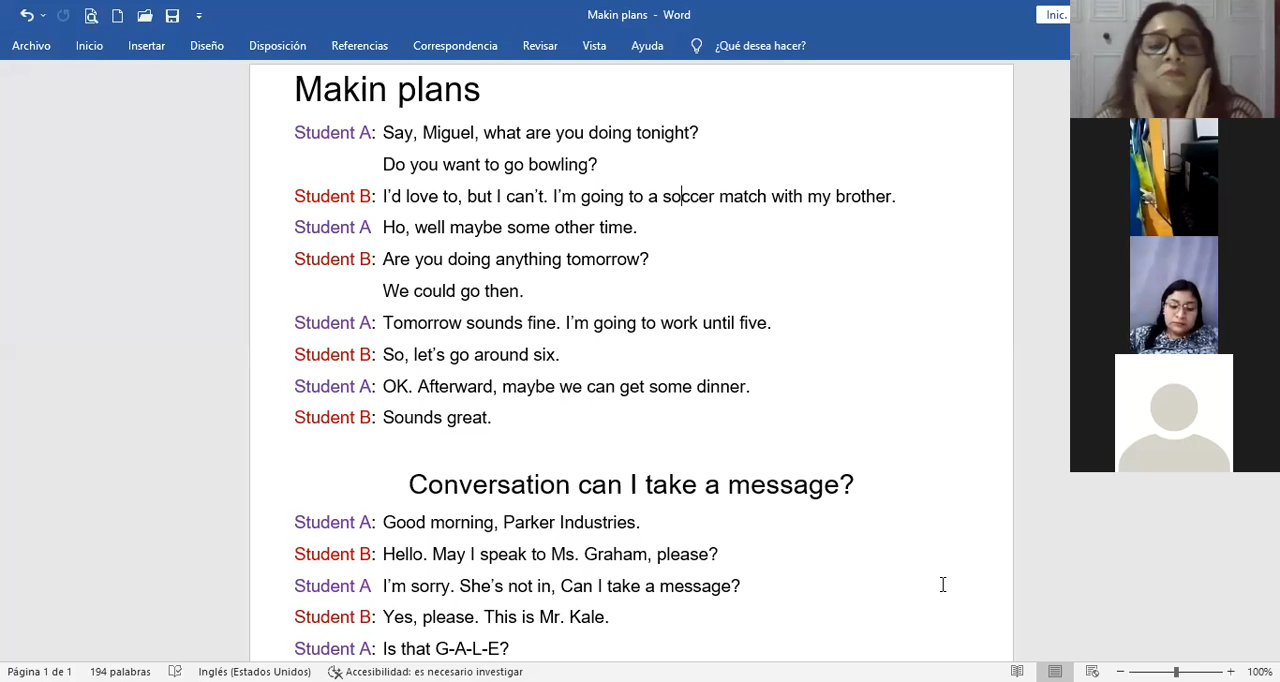 Makin plans - Word
Inic.
Archivo Inicio Insertar Diseño Disposición Referencias Correspondencia Revisar Vista Ayuda ¿Qué desea hacer?
Makin plans
Student A: Say, Miguel, what are you doing tonight?
Do you want to go bowling?
Student B: I'd love to, but I can't. I'm going to a soccer match with my brother.
Student A Ho, well maybe some other time.
Student B: Are you doing anything tomorrow?
We could go then.
Student A: Tomorrow sounds fine. I'm going to work until five.
Student B: So, let's go around six.
Student A: OK. Afterward, maybe we can get some dinner.
Student B: Sounds great.
Conversation can I take a message?
Student A: Good morning, Parker Industries.
Student B: Hello. May I speak to Ms. Graham, please?
Student A I'm sorry. She's not in, Can I take a message?
Student B: Yes, please. This is Mr. Kale.
Student A: Is that G-A-L-E?
Página 1 de 1 194 palabras Inglés (Estados Unidos) Accesibilidad: es necesario investigar 100%